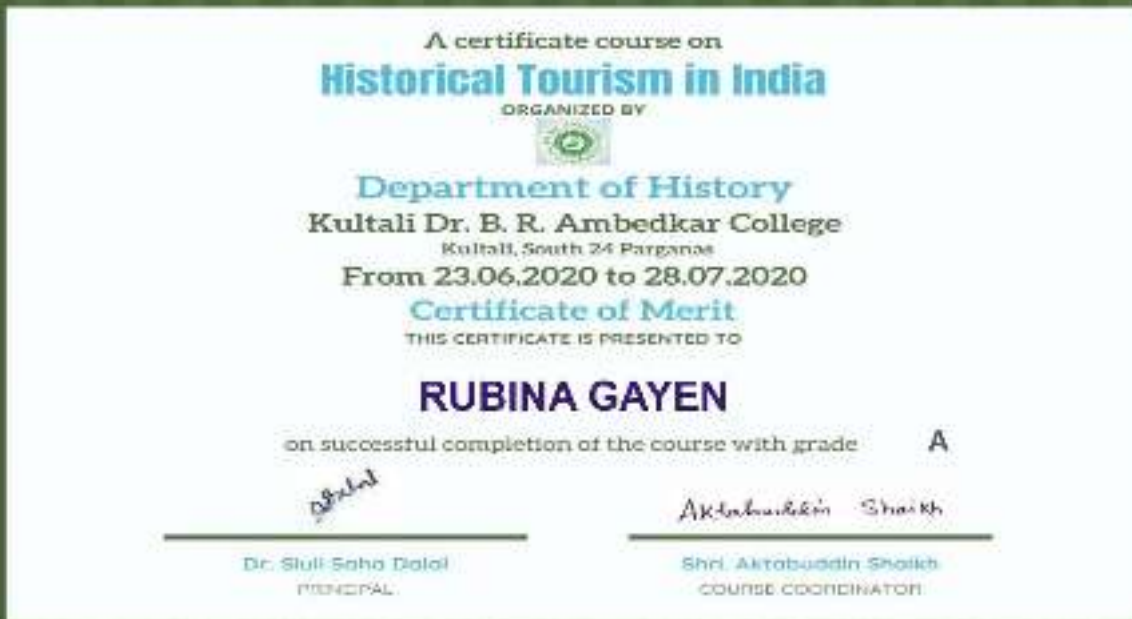 A certificate course on
Historical Tourism in India
ORGANIZED BY
Department of History
Kultali Dr. B. R. Ambedkar College
Kultali, South 24 Parganas
From 23.06.2020 to 28.07.2020
Certificate of Merit
THIS CERTIFICATE IS PRESENTED TO
RUBINA GAYEN
on successful completion of the course with grade A
Aktabuddin Shaikh
Dr. Siuli Saha Dalal Shri. Aktabuddin Shaikh
PRINCIPAL COURSE COORDINATOR